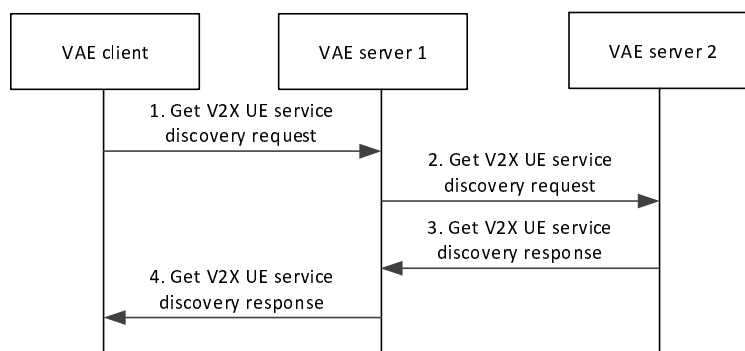 VAE client
VAE server 1
VAE server 2
1. Get V2X UE service
discovery request
2. Get V2X UE service
discovery request
3. Get V2X UE service
discovery response
4. Get V2X UE service
discovery response